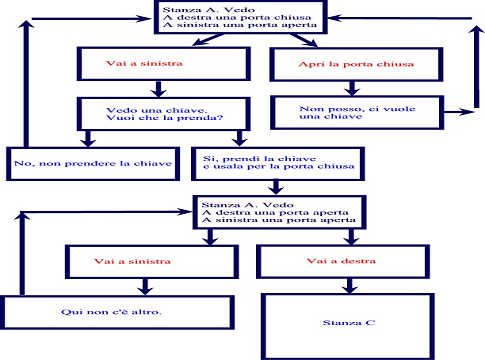 Stanza A. Vedo
A destra una porta chiusa
A sinistra una porta aperta
Vai a sinistra
Apri la porta chiusa
Vedo una chiave.
Vuoi che la prenda?
Non posso, ci vuole
una chiave
No, non prendere la chiave
Si, prendi la chiave
e usala per la porta chiusa
Stanza A. Vedo
A destra una porta aperta
A sinistra una porta aperta
Vai a sinistra
Vai a destra
Qui non c'è altro.
Stanza C